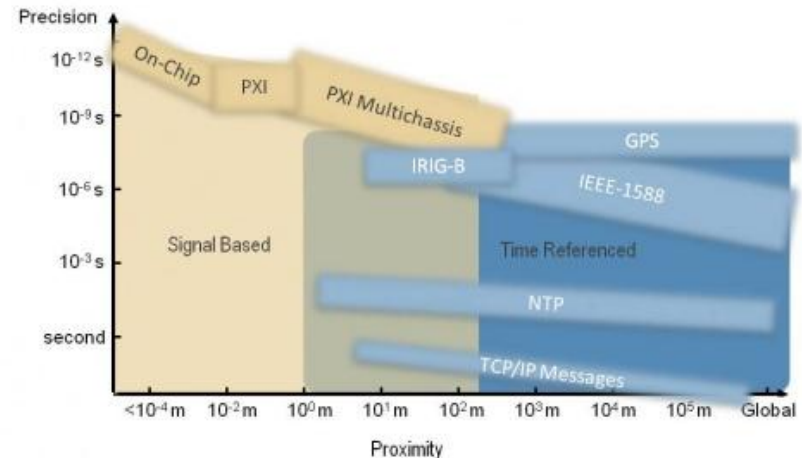 Precision
10⁻¹² s
10⁻⁹ s
10⁻⁶ s
10⁻³ s
second
On-Chip
PXI
PXI Multichassis
GPS
IRIG-B
IEEE-1588
Signal Based
Time Referenced
NTP
TCP/IP Messages
<10⁻⁴ m 10⁻² m 10⁰ m 10¹ m 10² m 10³ m 10⁴ m 10⁵ m Global
Proximity